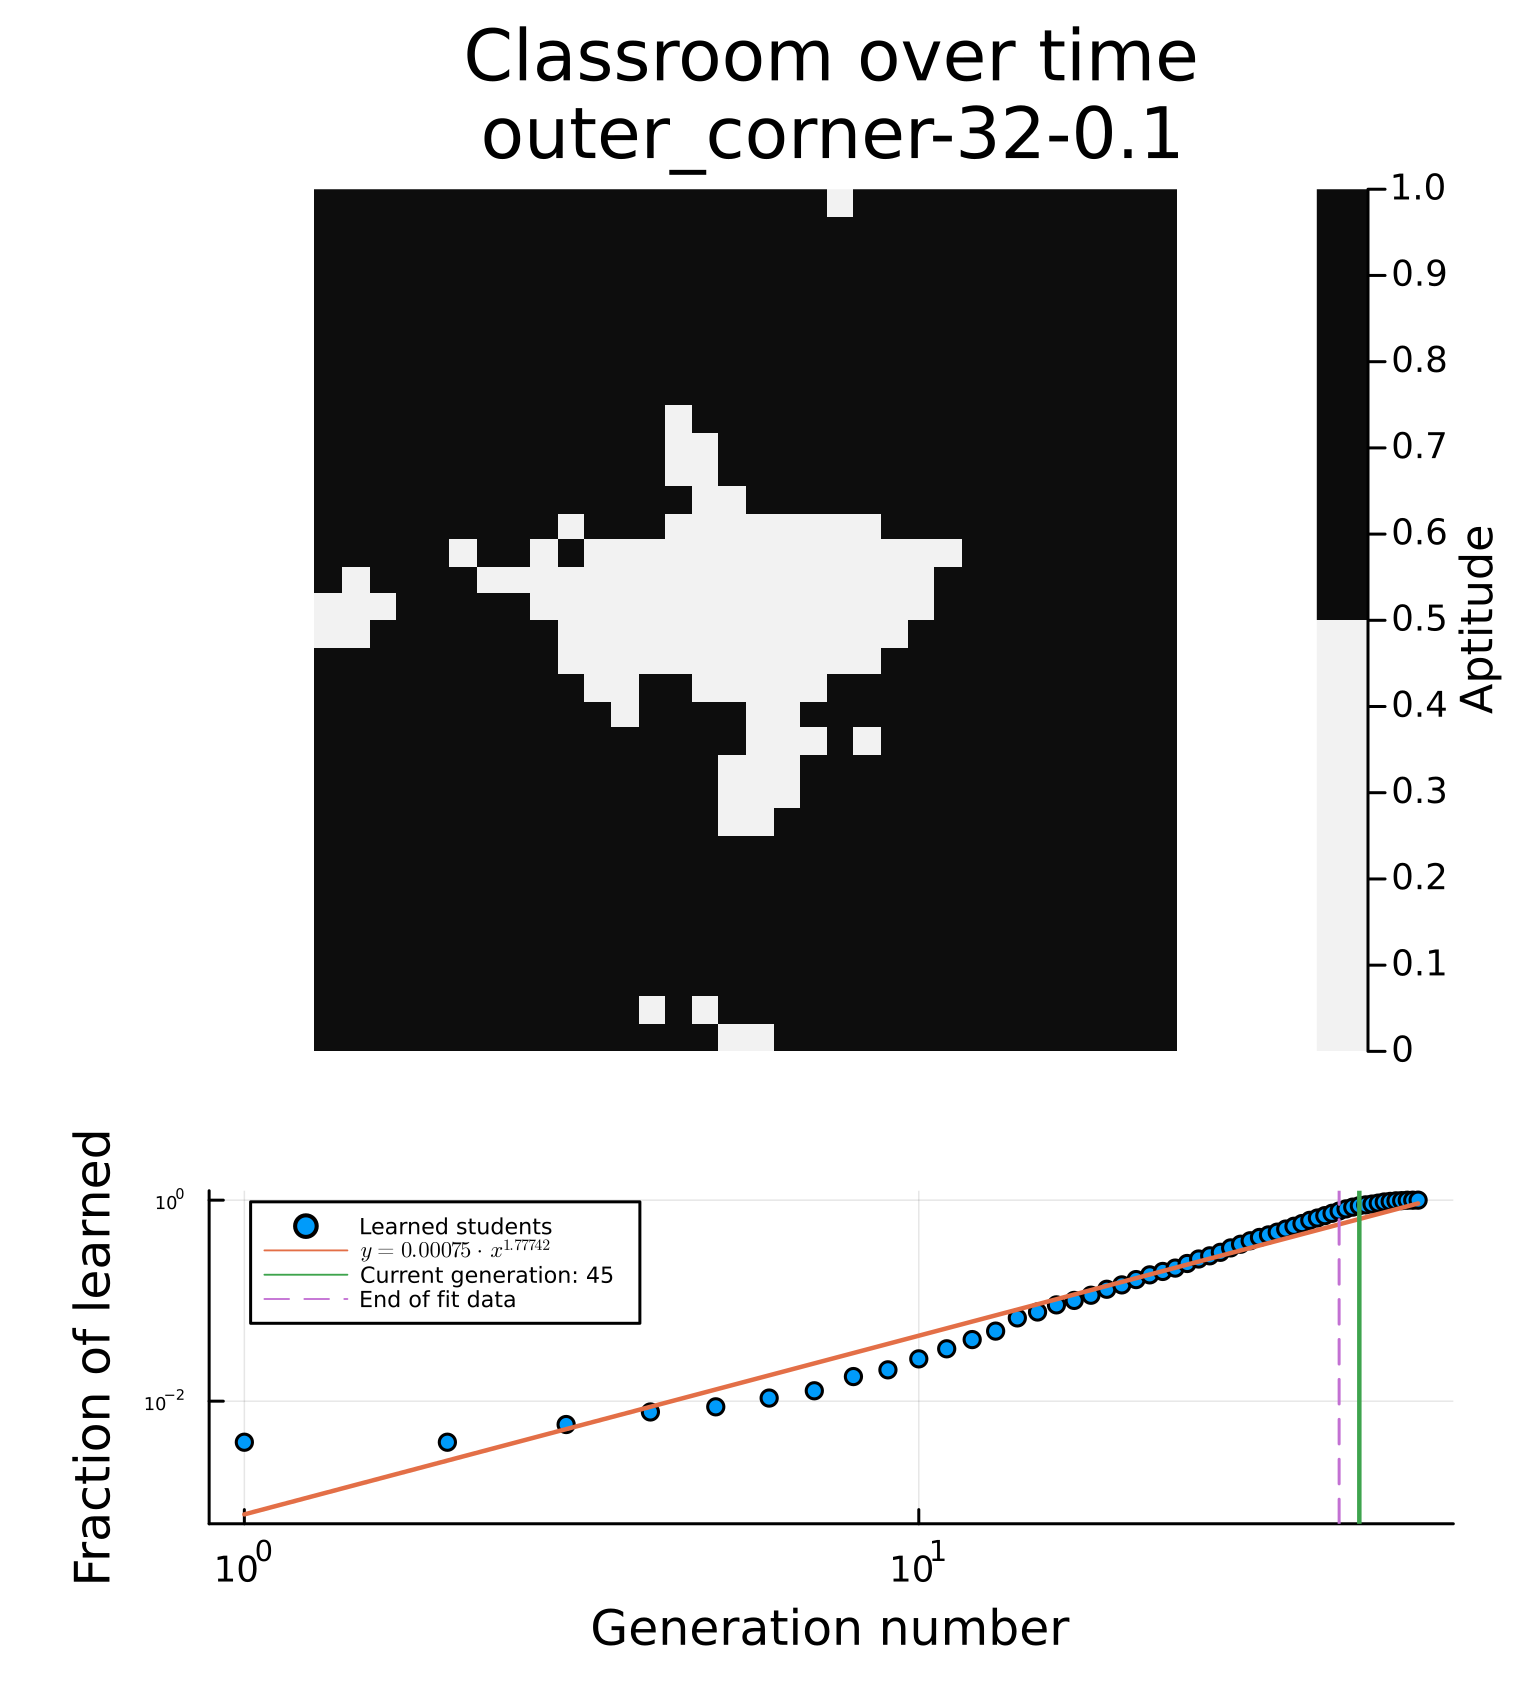 Classroom over time
outer_corner-32-0.1
1.0
0.9
0.8
0.7
0.6
0.5
0.4
0.3
0.2
0.1
0
Aptitude
Fraction of learned
10⁰
10⁻²
Learned students
y = 0.00075 · x^1.77742
Current generation: 45
End of fit data
10⁰
10¹
Generation number